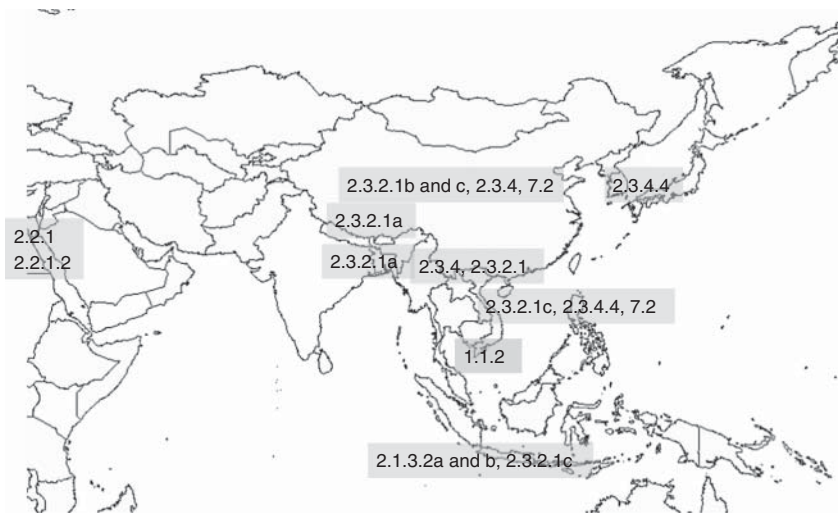 2.3.2.1b and c, 2.3.4, 7.2
2.3.4.4
2.3.2.1a
2.2.1
2.2.1.2
2.3.2.1a
2.3.4, 2.3.2.1
2.3.2.1c, 2.3.4.4, 7.2
1.1.2
2.1.3.2a and b, 2.3.2.1c